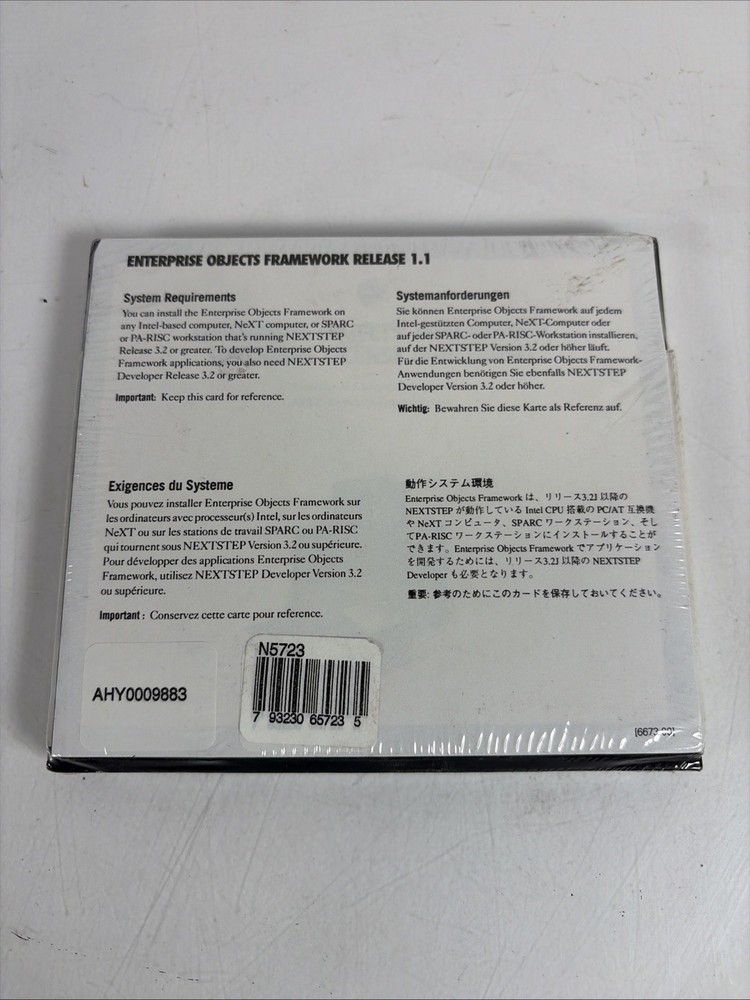 ENTERPRISE OBJECTS FRAMEWORK RELEASE 1.1
System Requirements
You can install the Enterprise Objects Framework on
any Intel-based computer, NeXT computer, or SPARC
or PA-RISC workstation that's running NEXTSTEP
Release 3.2 or greater. To develop Enterprise Objects
Framework applications, you also need NEXTSTEP
Developer Release 3.2 or greater.
Important: Keep this card for reference.
Systemanforderungen
Sie können Enterprise Objects Framework auf jedem
Intel-gestützten Computer, NeXT-Computer oder
auf jeder SPARC- oder PA-RISC-Workstation installieren,
auf der NEXTSTEP Version 3.2 oder höher läuft.
Für die Entwicklung von Enterprise Objects Framework-
Anwendungen benötigen Sie ebenfalls NEXTSTEP
Developer Version 3.2 oder höher.
Wichtig: Bewahren Sie diese Karte als Referenz auf.
Exigences du Systeme
Vous pouvez installer Enterprise Objects Framework sur
les ordinateurs avec processeur(s) Intel, sur les ordinateurs
NeXT ou sur les stations de travail SPARC ou PA-RISC
qui tournent sous NEXTSTEP Version 3.2 ou supérieure.
Pour développer des applications Enterprise Objects
Framework, utilisez NEXTSTEP Developer Version 3.2
ou supérieure.
Important : Conservez cette carte pour reference.
動作システム環境
Enterprise Objects Framework は、リリース3.2J 以降の
NEXTSTEP が動作している Intel CPU 搭載の PC/AT 互換機
や NeXT コンピュータ、SPARC ワークステーション、そし
てPA-RISC ワークステーションにインストールすることが
できます。Enterprise Objects Framework でアプリケーション
を開発するためには、リリース3.2J 以降の NEXTSTEP
Developer も必要となります。
重要: 参考のためにこのカードを保存しておいてください。
AHY0009883
N5723
7 93230 65723 5